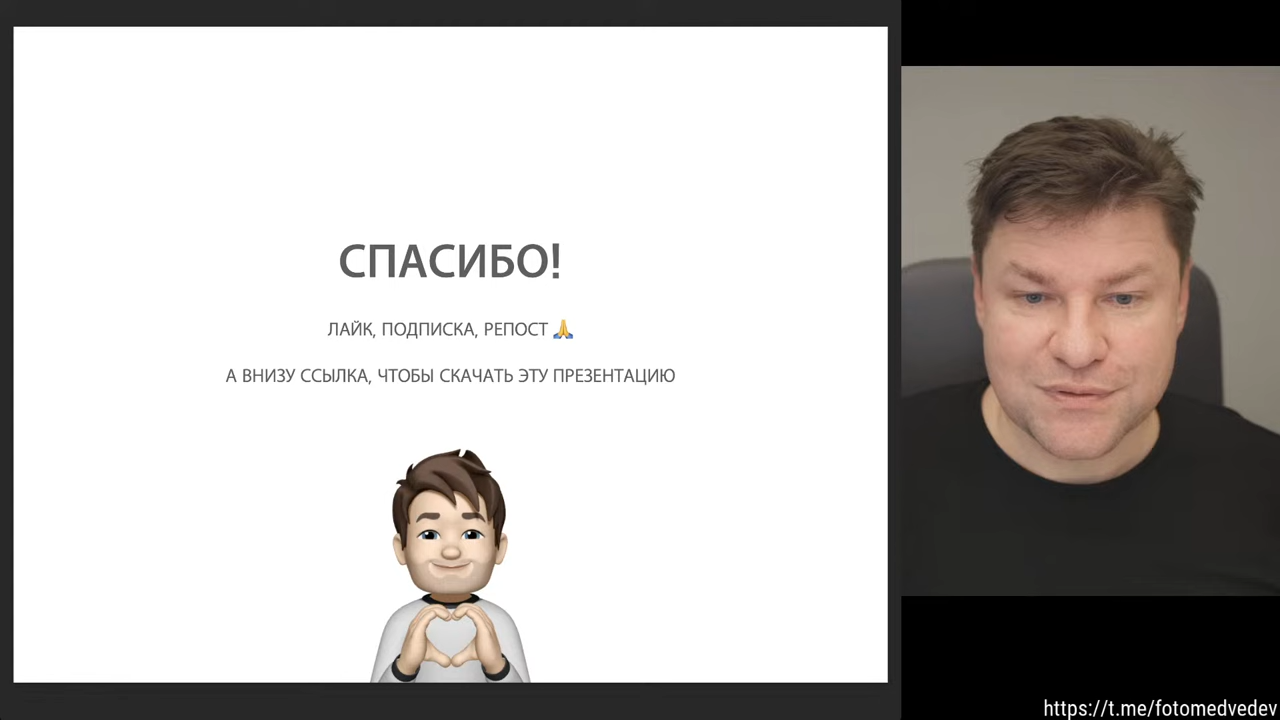 СПАСИБО!
ЛАЙК, ПОДПИСКА, РЕПОСТ 🙏
А ВНИЗУ ССЫЛКА, ЧТОБЫ СКАЧАТЬ ЭТУ ПРЕЗЕНТАЦИЮ
https://t.me/fotomedvedev